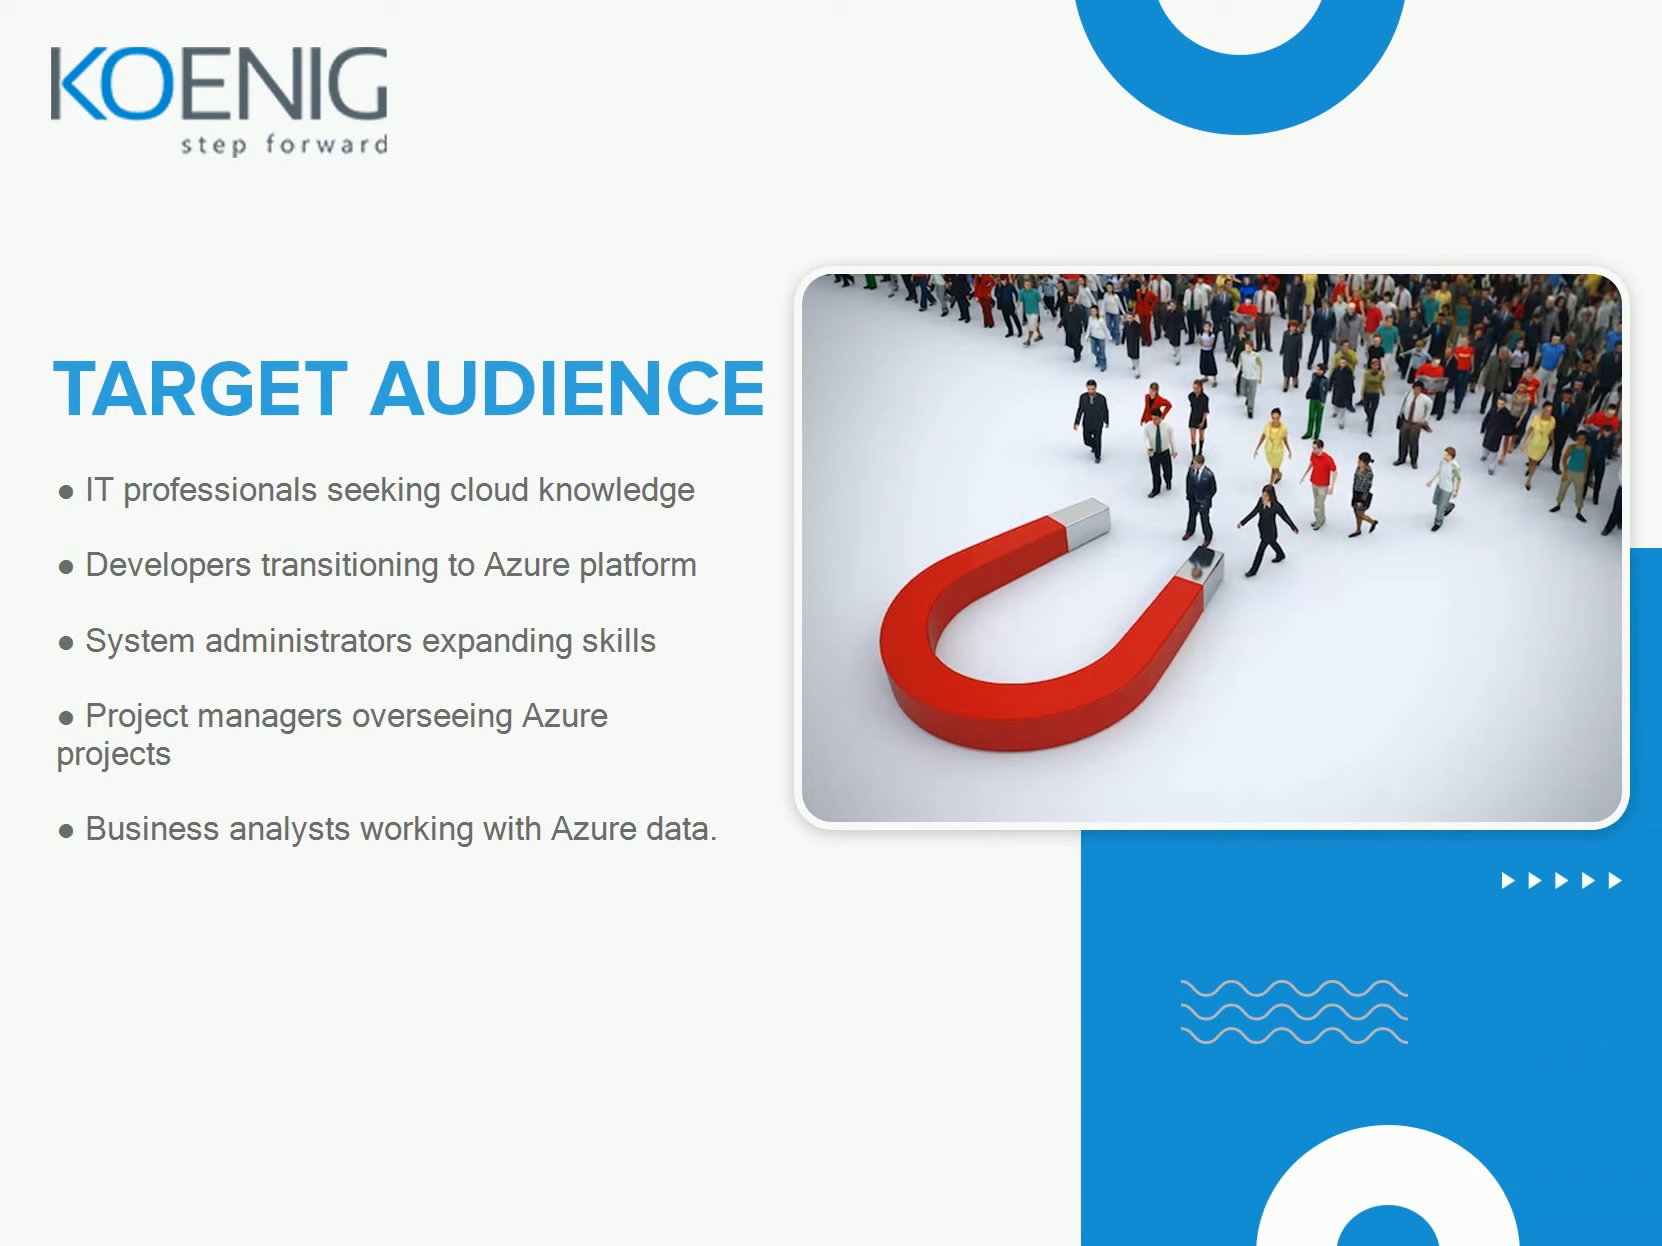 KOENIG
step forward
TARGET AUDIENCE
● IT professionals seeking cloud knowledge
● Developers transitioning to Azure platform
● System administrators expanding skills
● Project managers overseeing Azure
projects
● Business analysts working with Azure data.